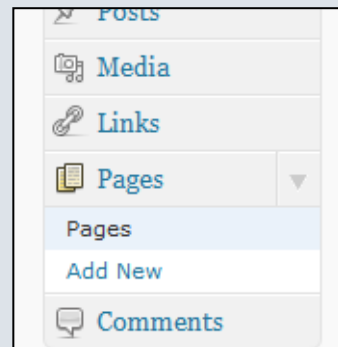 Posts
Media
Links
Pages
Pages
Add New
Comments